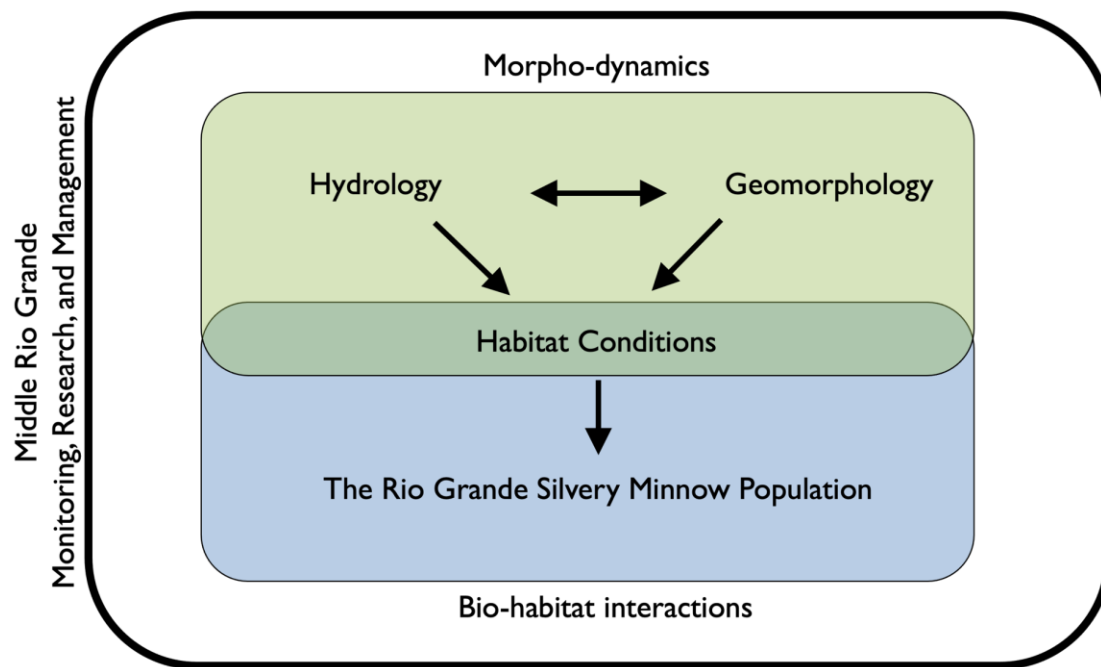 Middle Rio Grande
Monitoring, Research, and Management
Morpho-dynamics
Hydrology
Geomorphology
Habitat Conditions
The Rio Grande Silvery Minnow Population
Bio-habitat interactions